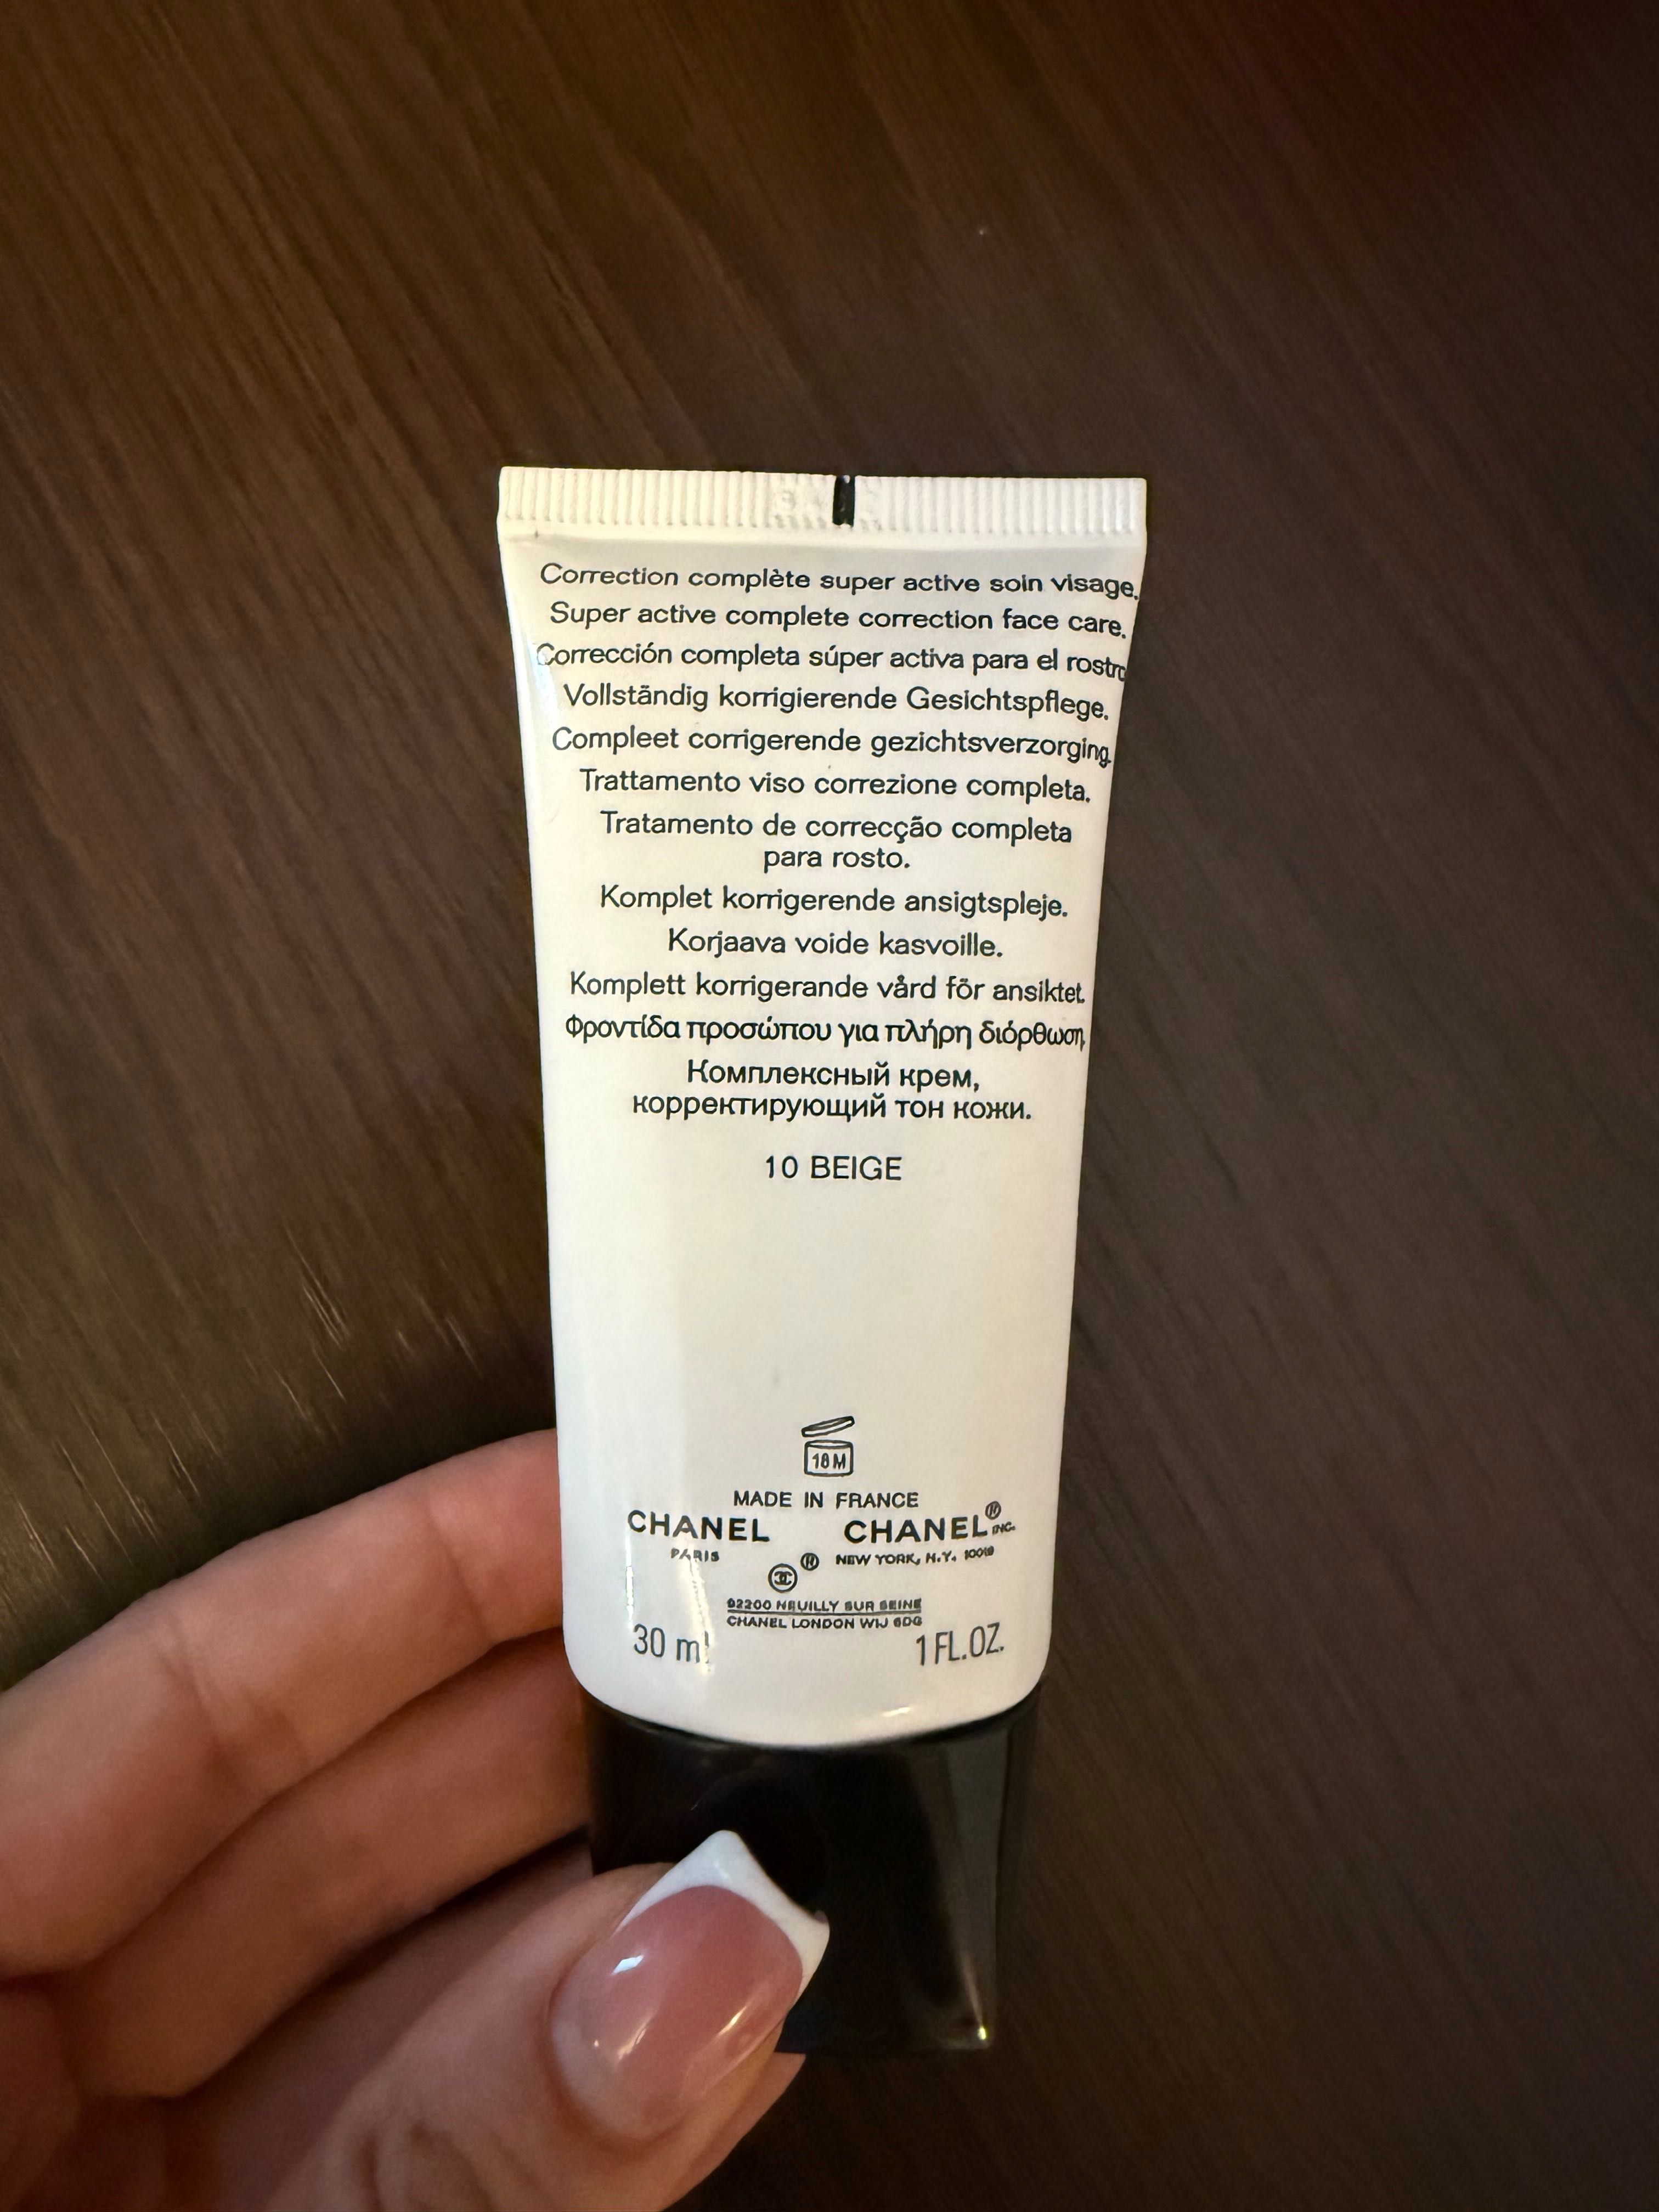 Correction complète super active soin visage.
Super active complete correction face care.
Corrección completa súper activa para el rostro
Vollständig korrigierende Gesichtspflege.
Compleet corrigerende gezichtsverzorging.
Trattamento viso correzione completa.
Tratamento de correcção completa
para rosto.
Komplet korrigerende ansigtspleje.
Korjaava voide kasvoille.
Komplett korrigerande vård för ansiktet.
Φροντίδα προσώπου για πλήρη διόρθωση.
Комплексный крем,
корректирующий тон кожи.
10 BEIGE
18 M
MADE IN FRANCE
CHANEL CHANEL® INC.
PARIS ® NEW YORK, N.Y. 10019
92200 NEUILLY SUR SEINE
CHANEL LONDON W1J 6DG
30 ml 1 FL.OZ.